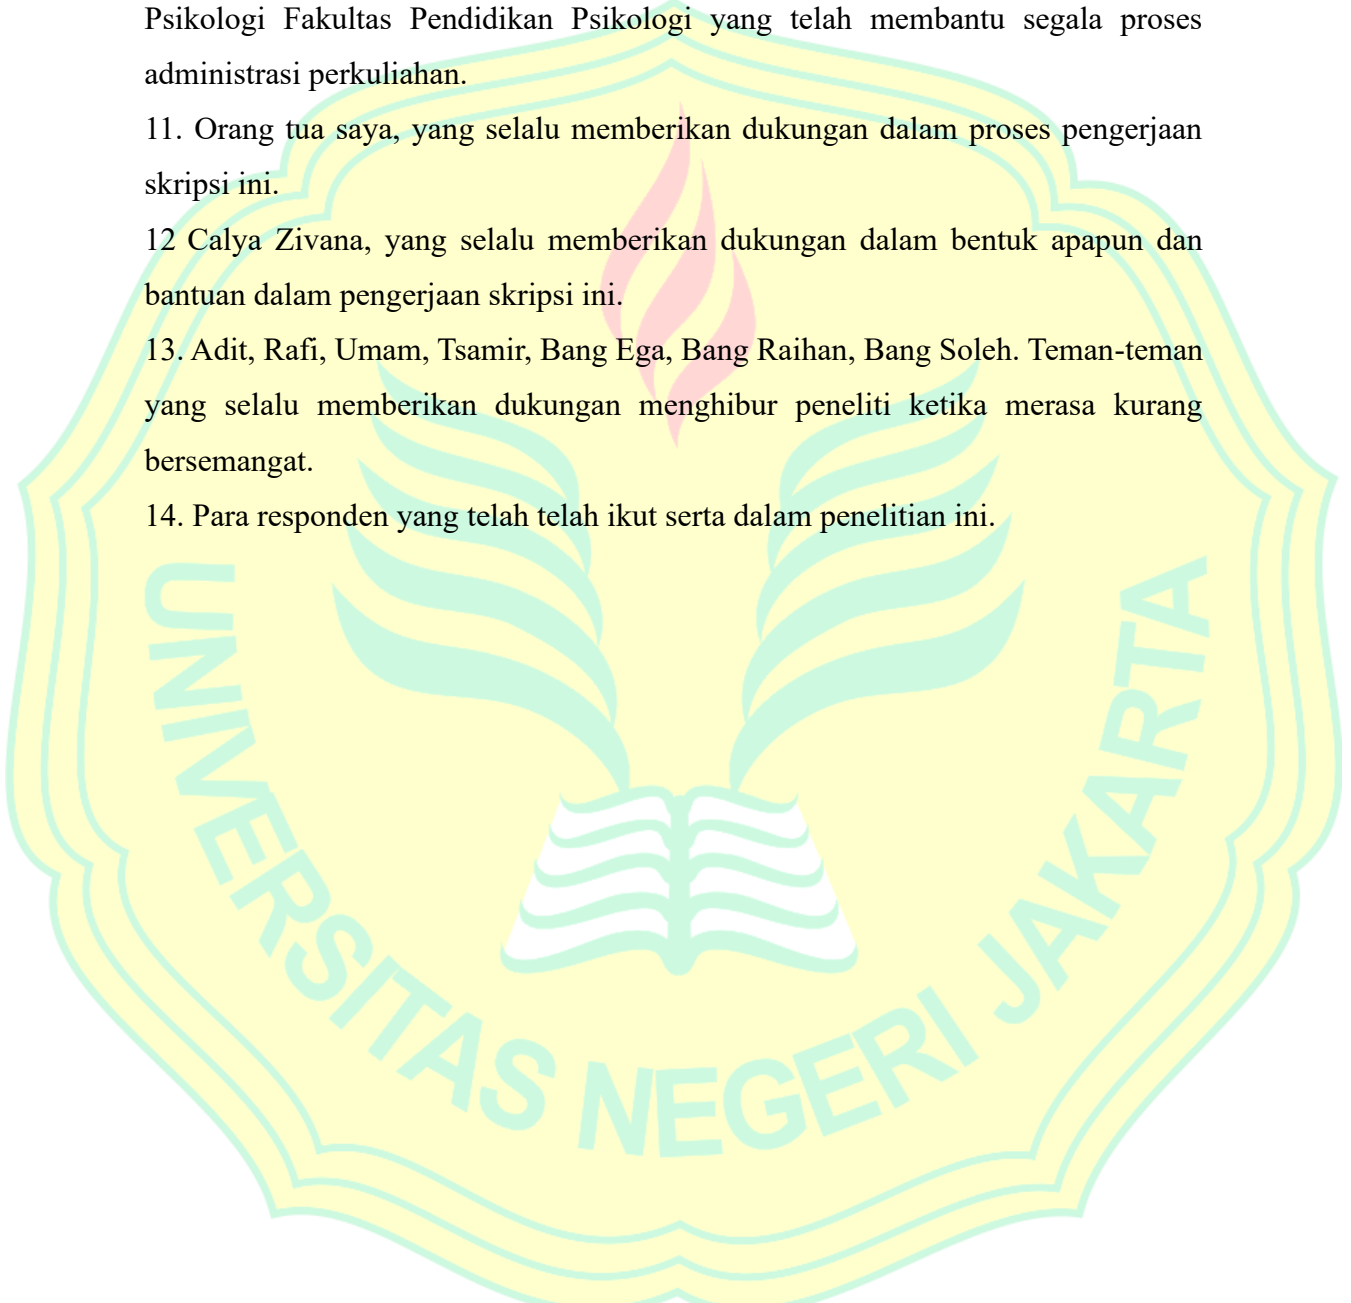 Psikologi Fakultas Pendidikan Psikologi yang telah membantu segala proses
administrasi perkuliahan.
11. Orang tua saya, yang selalu memberikan dukungan dalam proses pengerjaan
skripsi ini.
12 Calya Zivana, yang selalu memberikan dukungan dalam bentuk apapun dan
bantuan dalam pengerjaan skripsi ini.
13. Adit, Rafi, Umam, Tsamir, Bang Ega, Bang Raihan, Bang Soleh. Teman-teman
yang selalu memberikan dukungan menghibur peneliti ketika merasa kurang
bersemangat.
14. Para responden yang telah telah ikut serta dalam penelitian ini.
UNIVERSITAS NEGERI JAKARTA